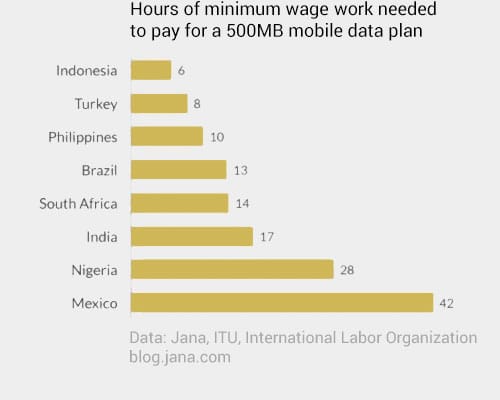 Hours of minimum wage work needed
to pay for a 500MB mobile data plan
Indonesia 6
Turkey 8
Philippines 10
Brazil 13
South Africa 14
India 17
Nigeria 28
Mexico 42
Data: Jana, ITU, International Labor Organization
blog.jana.com